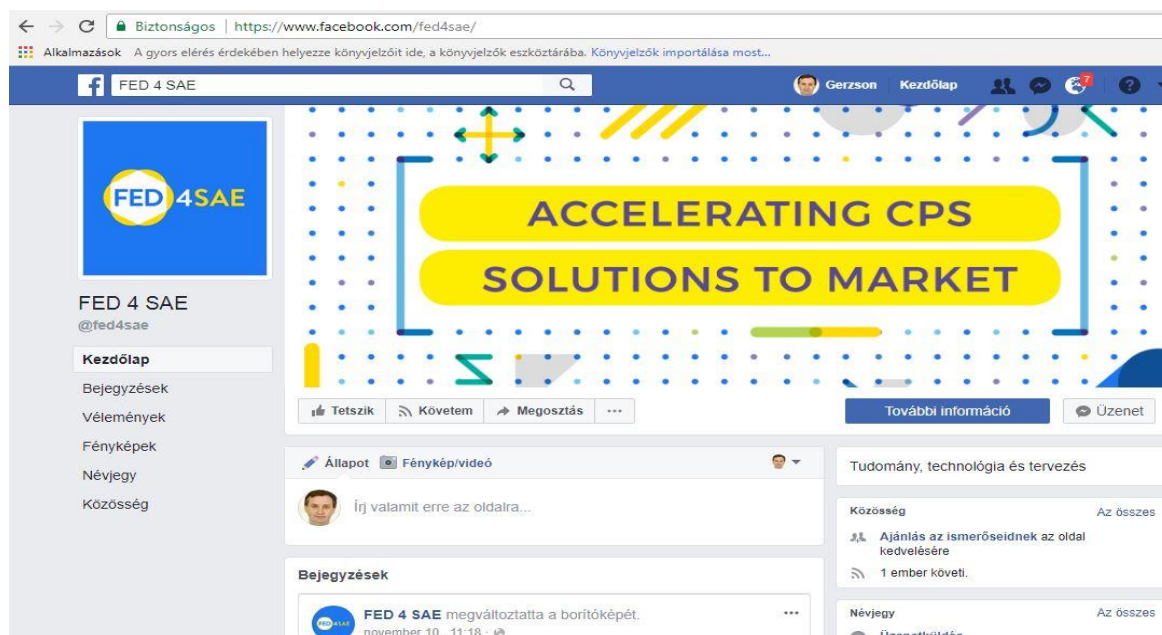 Biztonságos | https://www.facebook.com/fed4sae/
Alkalmazások A gyors elérés érdekében helyezze könyvjelzőit ide, a könyvjelzők eszköztárába. Könyvjelzők importálása most...
f FED 4 SAE Gerzson Kezdőlap 7 ?
FED 4SAE
ACCELERATING CPS
SOLUTIONS TO MARKET
FED 4 SAE
@fed4sae
Kezdőlap
Bejegyzések
Vélemények
Fényképek
Névjegy
Közösség
Tetszik Követem Megosztás ... További információ Üzenet
Állapot Fénykép/videó
Írj valamit erre az oldalra...
Bejegyzések
FED 4 SAE megváltoztatta a borítóképét.
november 10., 11:18 ·
Tudomány, technológia és tervezés
Közösség Az összes
Ajánlás az ismerőseidnek az oldal
kedvelésére
1 ember követi.
Névjegy Az összes
Üzenetküldés